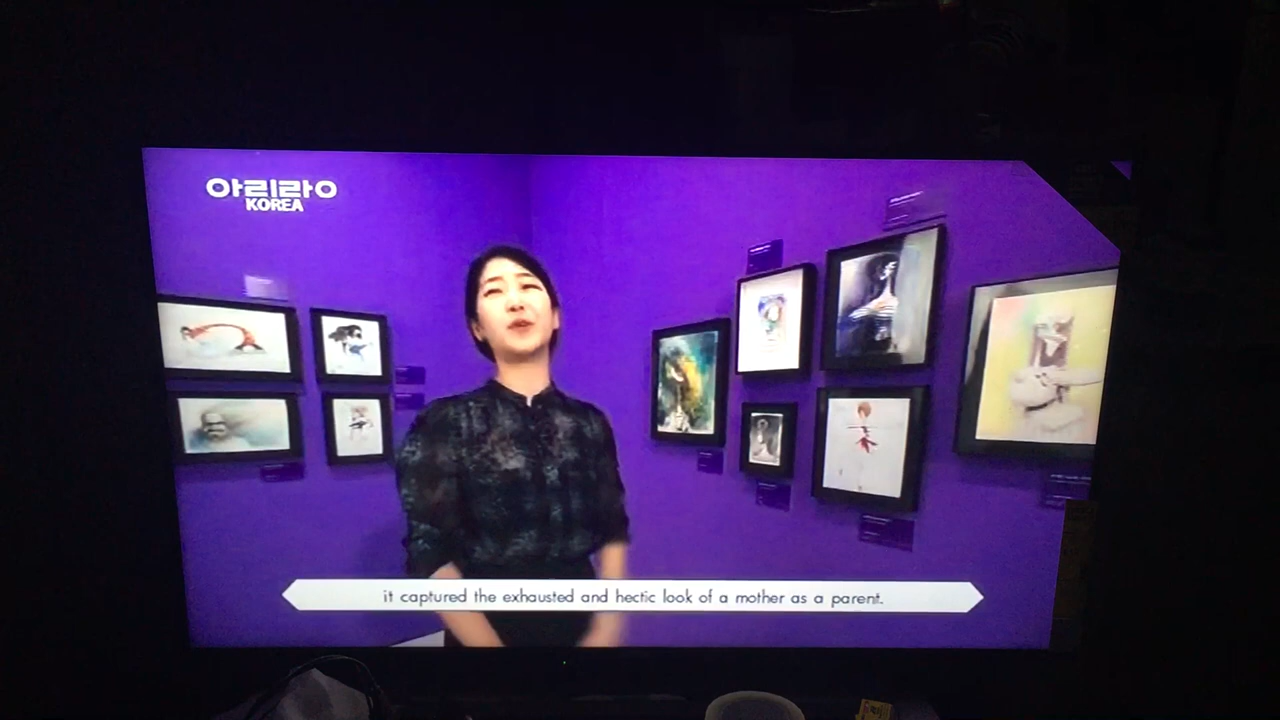 아리랑
KOREA
it captured the exhausted and hectic look of a mother as a parent.